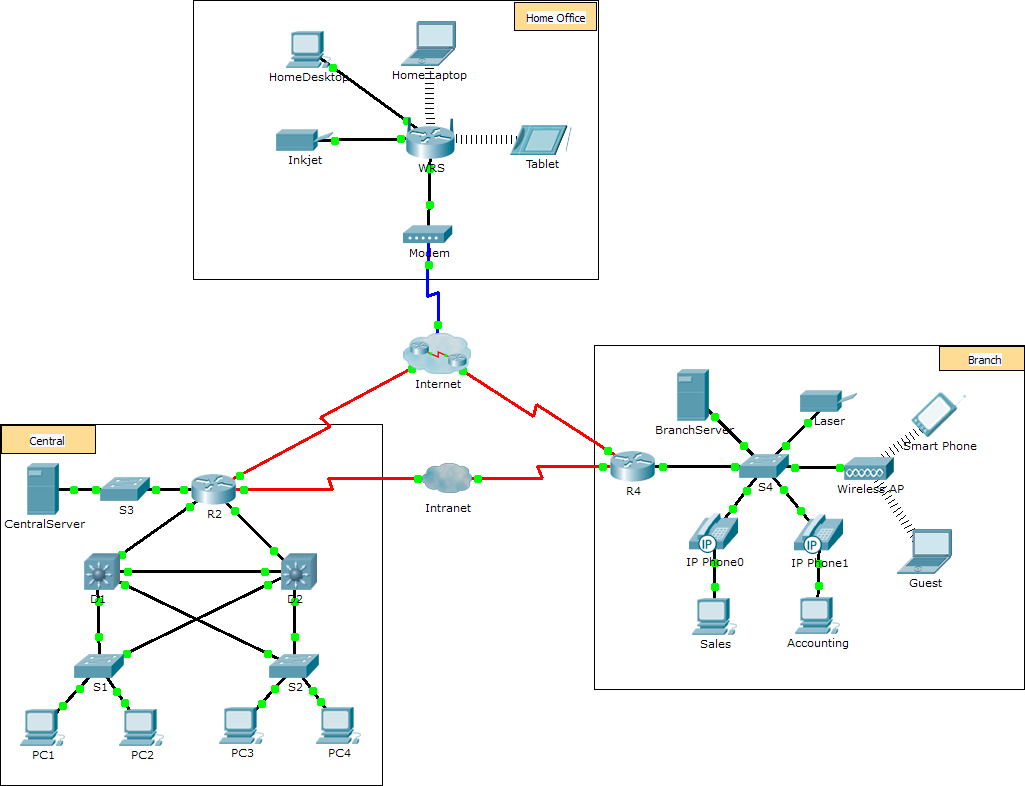 Home Office
HomeDesktop
Home Laptop
Inkjet
WRS
Tablet
Modem
Internet
Branch
BranchServer
Laser
Smart Phone
Central
R4
S4
Wireless AP
CentralServer
S3
R2
Intranet
IP
IP Phone0
IP
IP Phone1
Guest
D1
D2
Sales
Accounting
S1
S2
PC1
PC2
PC3
PC4